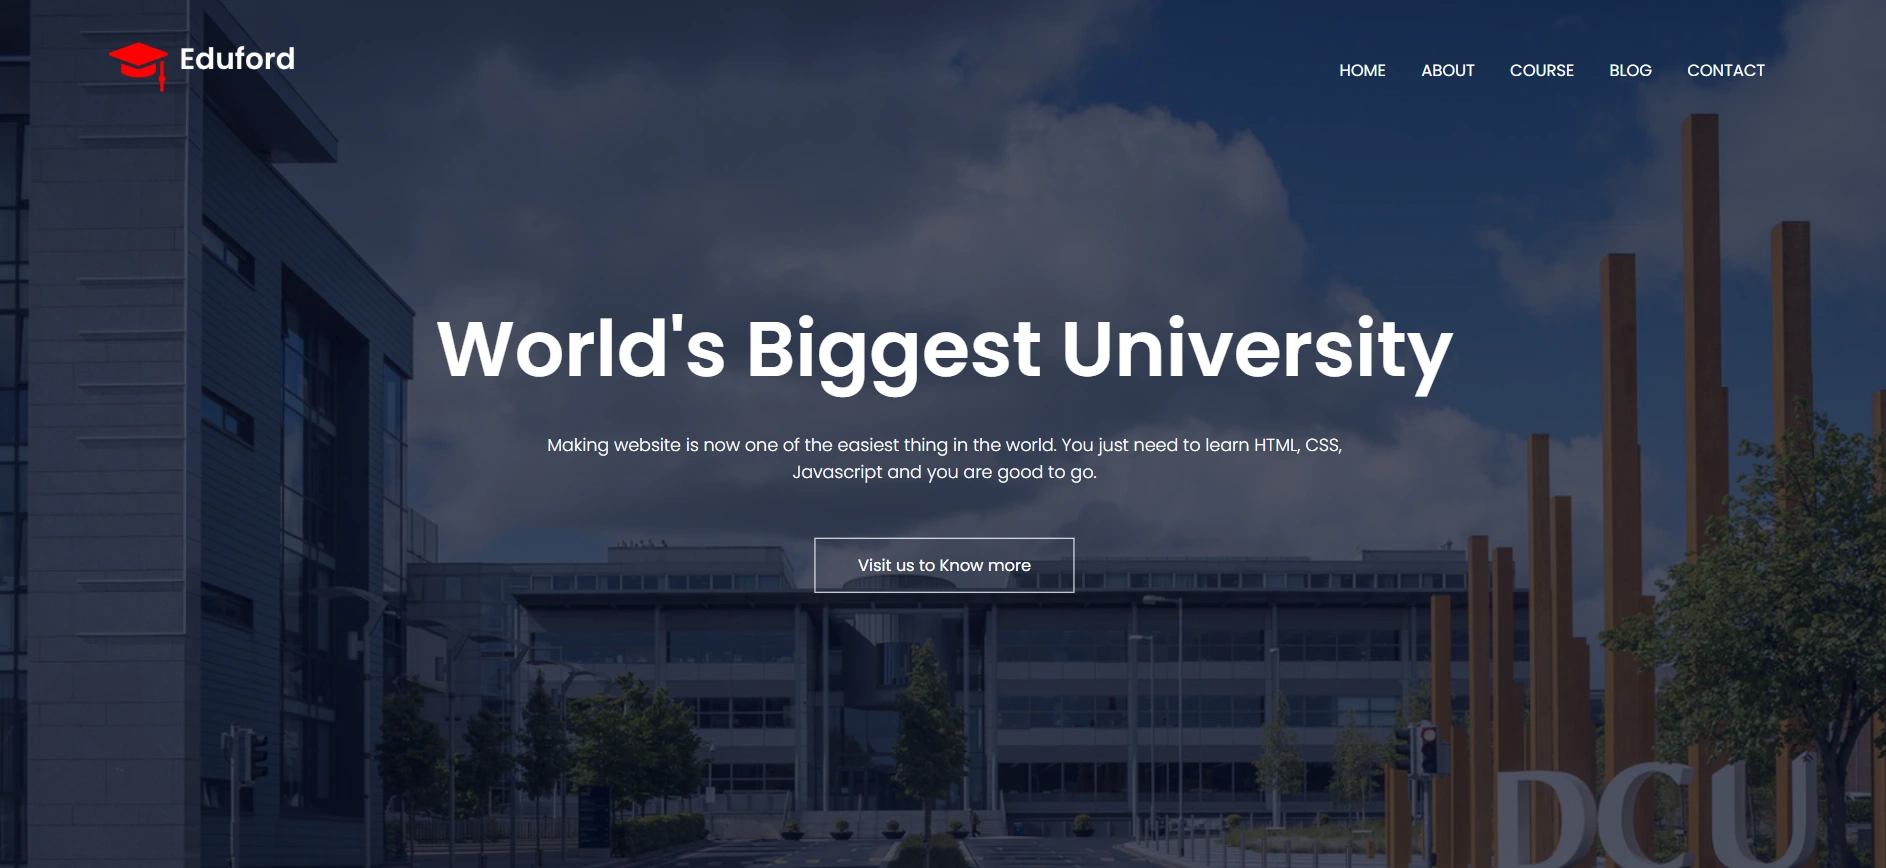 Eduford
HOME ABOUT COURSE BLOG CONTACT
World's Biggest University
Making website is now one of the easiest thing in the world. You just need to learn HTML, CSS,
Javascript and you are good to go.
Visit us to Know more
DCU